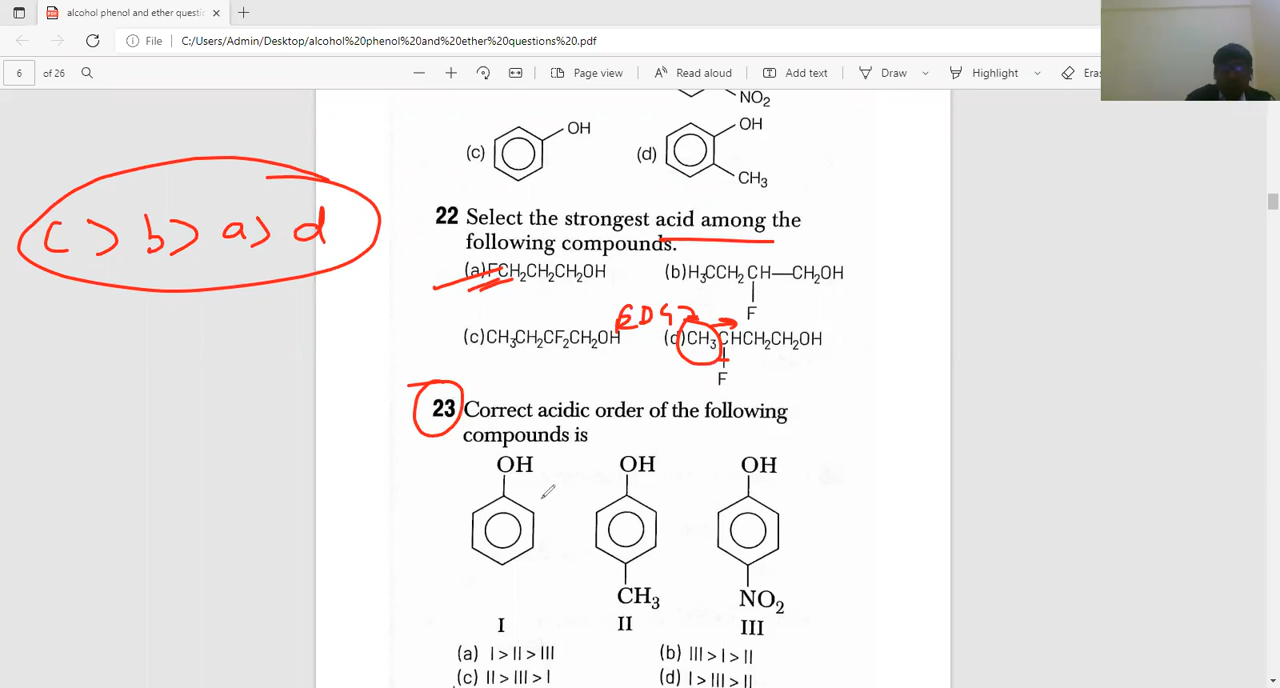 alcohol phenol and ether questi
File C:/Users/Admin/Desktop/alcohol%20phenol%20and%20ether%20questions%20.pdf
6 of 26 Page view Read aloud Add text Draw Highlight Eras
NO2
(c) OH (d) OH
CH3
22 Select the strongest acid among the
following compounds.
c > b > a > d
(a) FCH2CH2CH2OH (b) H3CCH2CH—CH2OH
F
EDG
(c) CH3CH2CF2CH2OH (d) CH3CHCH2CH2OH
F
23 Correct acidic order of the following
compounds is
OH OH OH
CH3 NO2
I II III
(a) I > II > III (b) III > I > II
(c) II > III > I (d) I > III > II